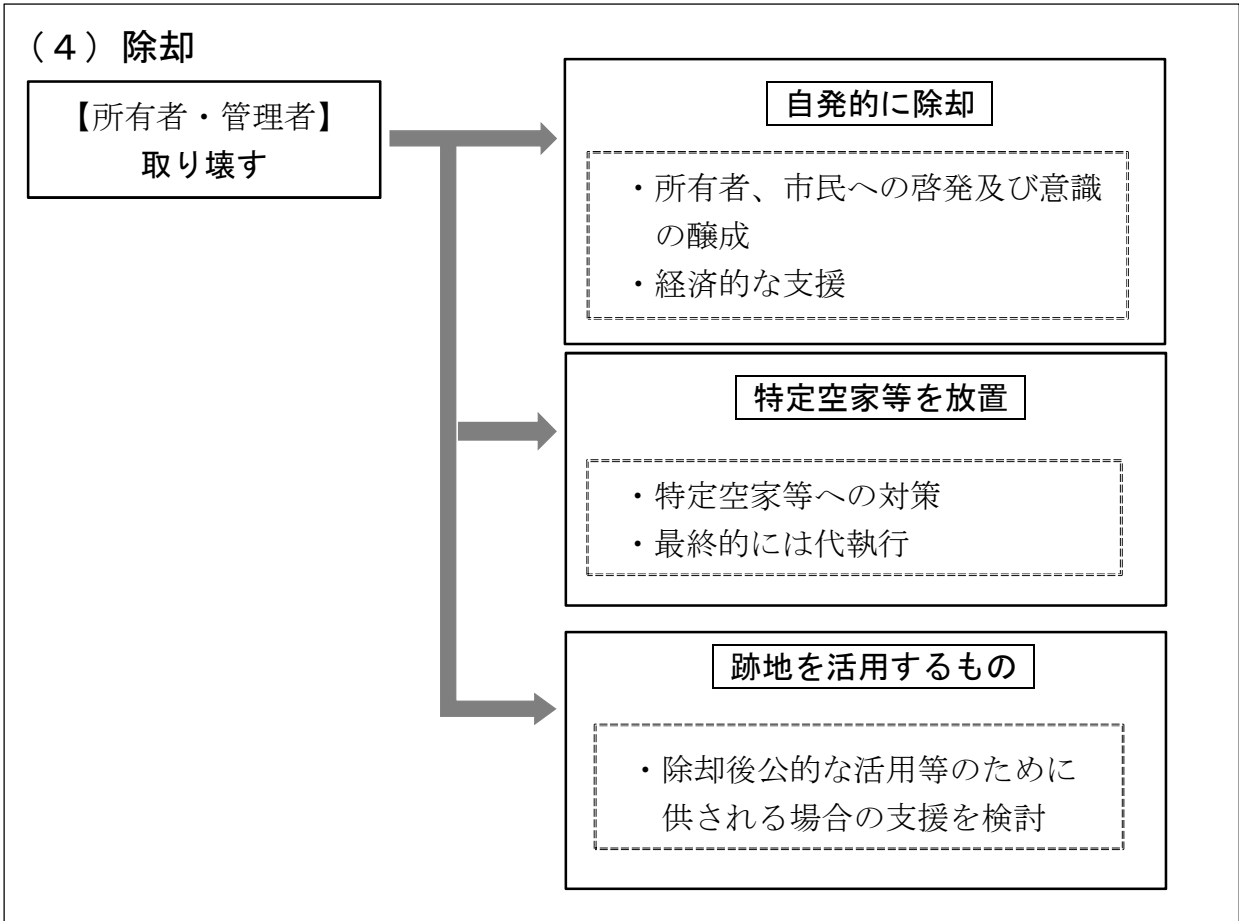 （４）除却
【所有者・管理者】
取り壊す
自発的に除却
・所有者、市民への啓発及び意識
の醸成
・経済的な支援
特定空家等を放置
・特定空家等への対策
・最終的には代執行
跡地を活用するもの
・除却後公的な活用等のために
供される場合の支援を検討